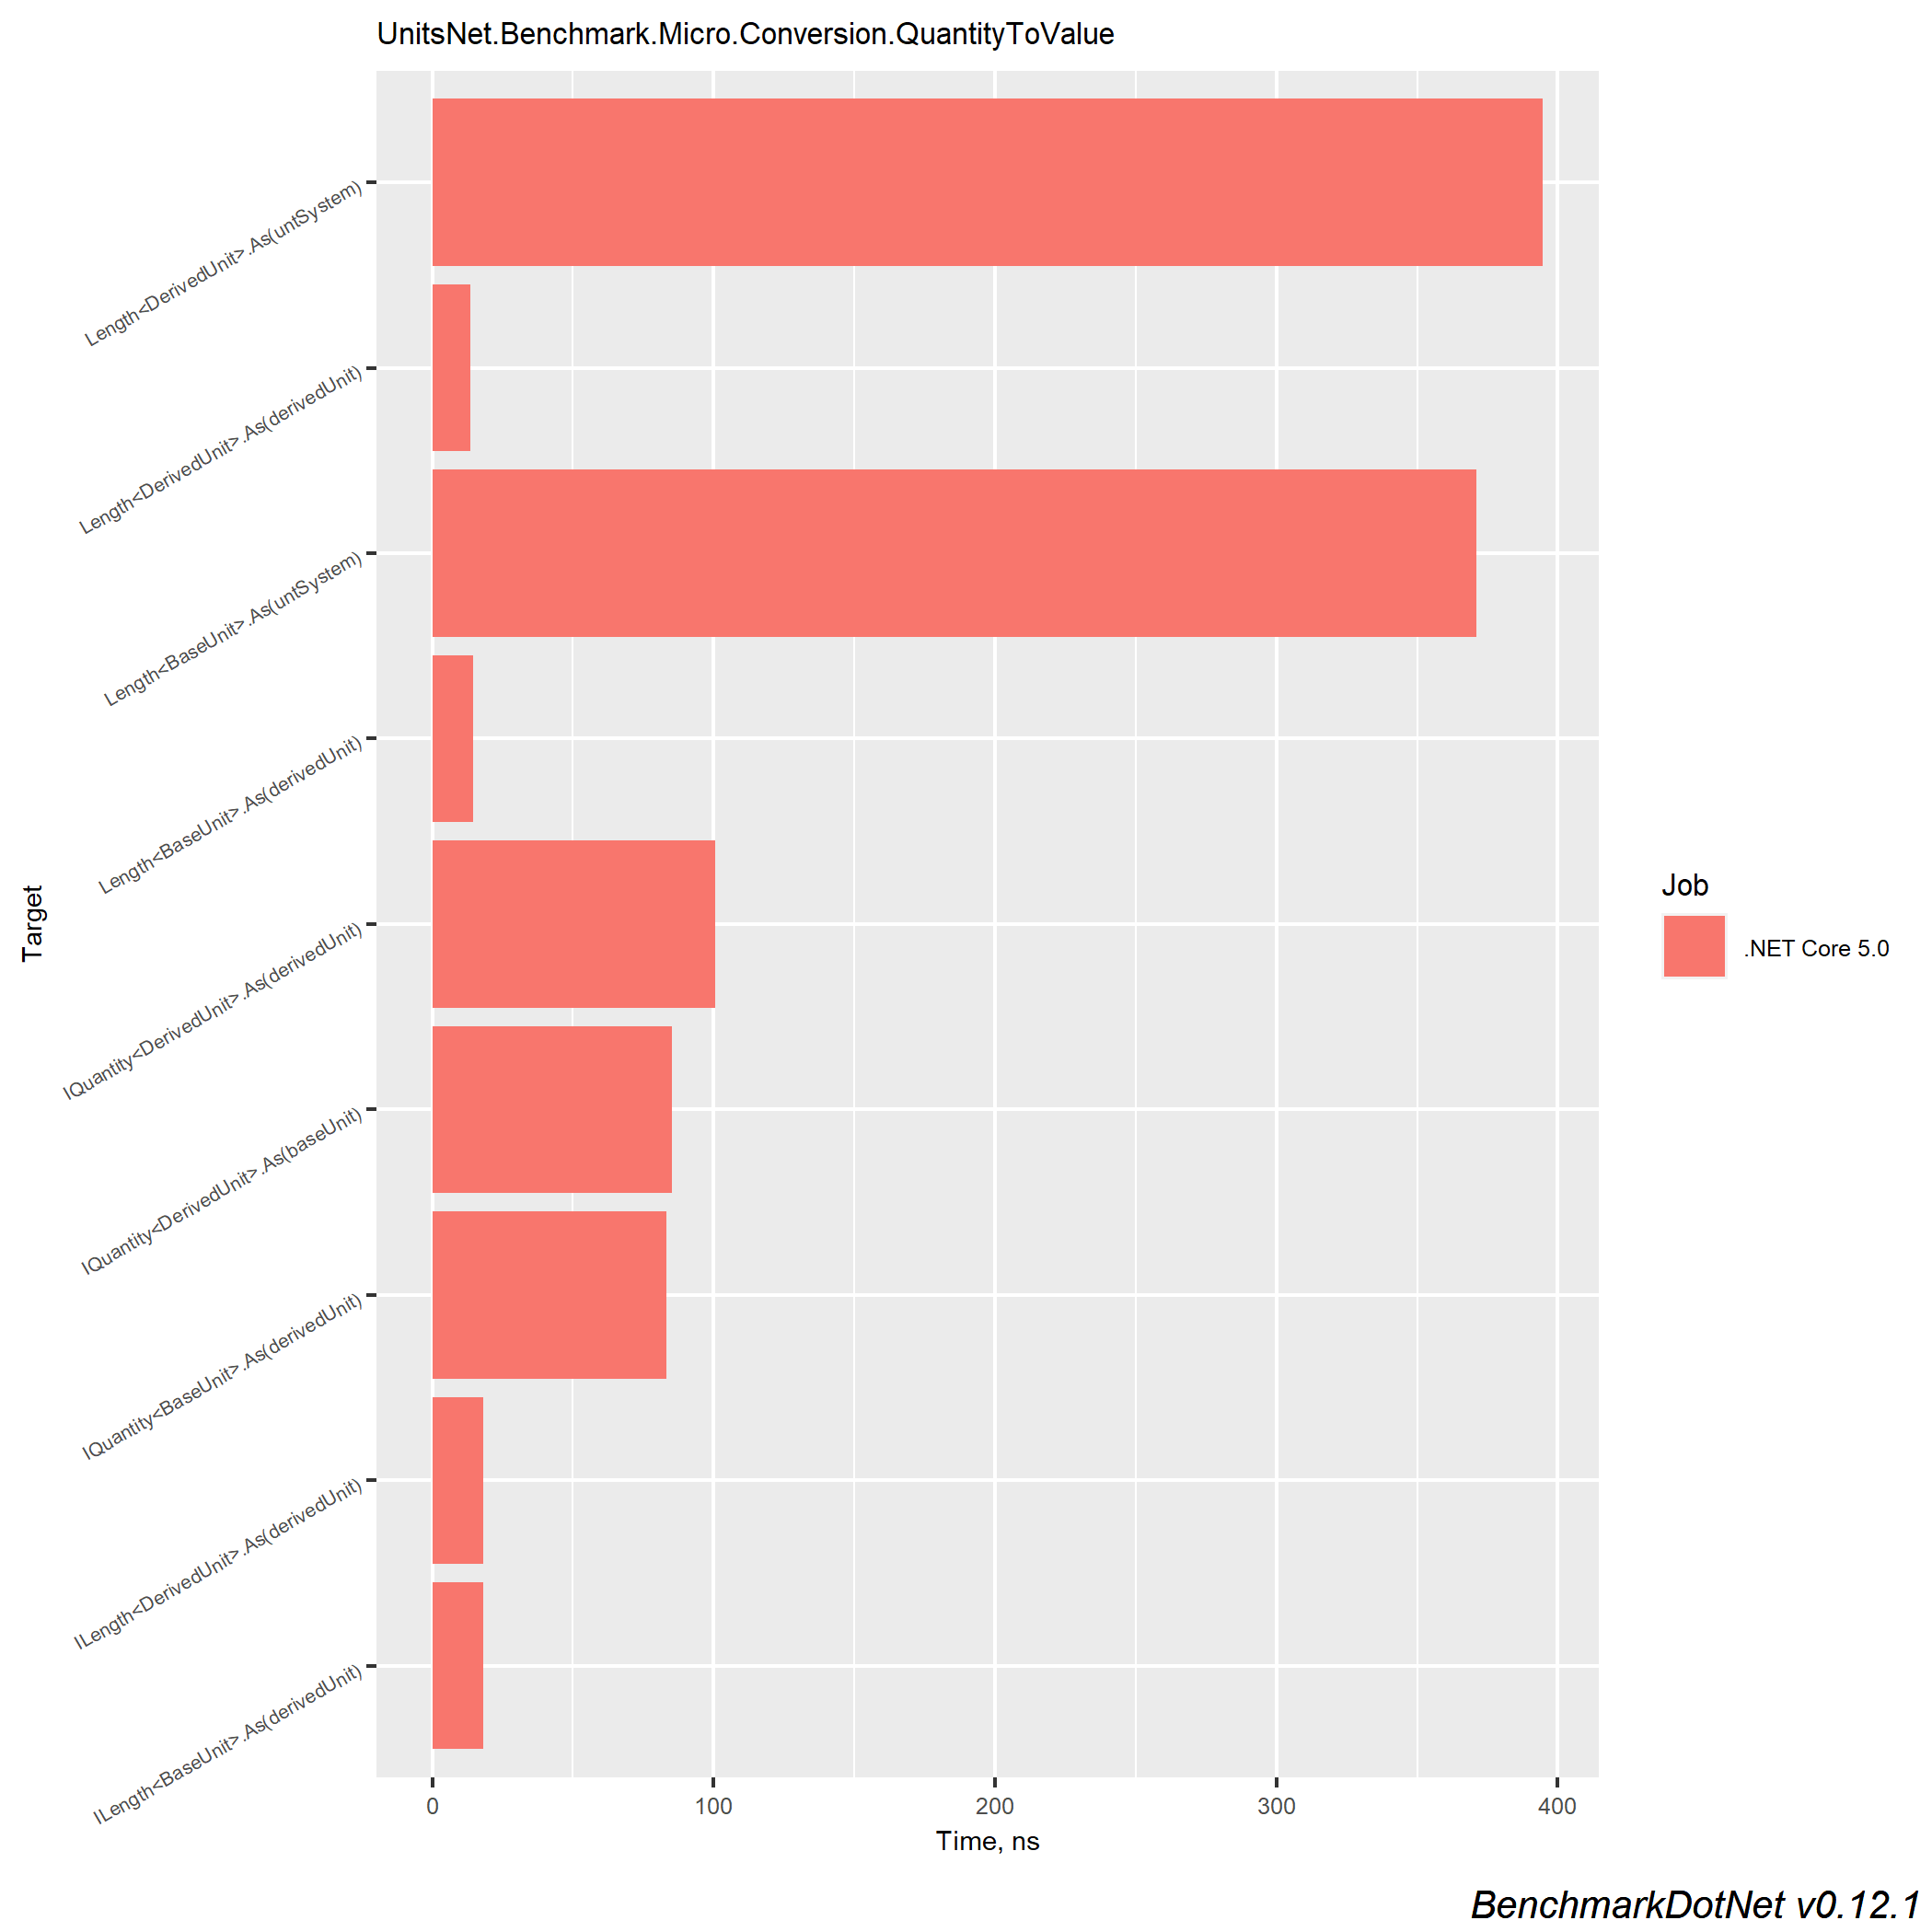 UnitsNet.Benchmark.Micro.Conversion.QuantityToValue
Length<DerivedUnit>.As(untSystem)
Length<DerivedUnit>.As(derivedUnit)
Length<BaseUnit>.As(untSystem)
Length<BaseUnit>.As(derivedUnit)
IQuantity<DerivedUnit>.As(derivedUnit)
IQuantity<DerivedUnit>.As(baseUnit)
IQuantity<BaseUnit>.As(derivedUnit)
ILength<DerivedUnit>.As(derivedUnit)
ILength<BaseUnit>.As(derivedUnit)
Target
0 100 200 300 400
Time, ns
Job
.NET Core 5.0
BenchmarkDotNet v0.12.1